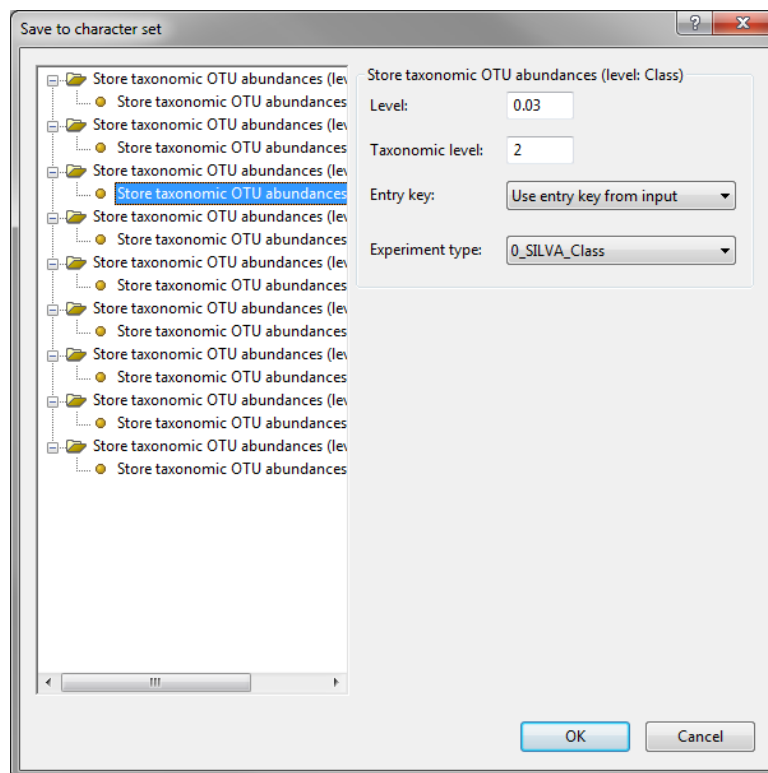 Save to character set
Store taxonomic OTU abundances (lev
Store taxonomic OTU abundances
Store taxonomic OTU abundances (lev
Store taxonomic OTU abundances
Store taxonomic OTU abundances (lev
Store taxonomic OTU abundances
Store taxonomic OTU abundances (lev
Store taxonomic OTU abundances
Store taxonomic OTU abundances (lev
Store taxonomic OTU abundances
Store taxonomic OTU abundances (lev
Store taxonomic OTU abundances
Store taxonomic OTU abundances (lev
Store taxonomic OTU abundances
Store taxonomic OTU abundances (lev
Store taxonomic OTU abundances
Store taxonomic OTU abundances (lev
Store taxonomic OTU abundances
Store taxonomic OTU abundances (level: Class)
Level: 0.03
Taxonomic level: 2
Entry key: Use entry key from input
Experiment type: 0_SILVA_Class
OK Cancel